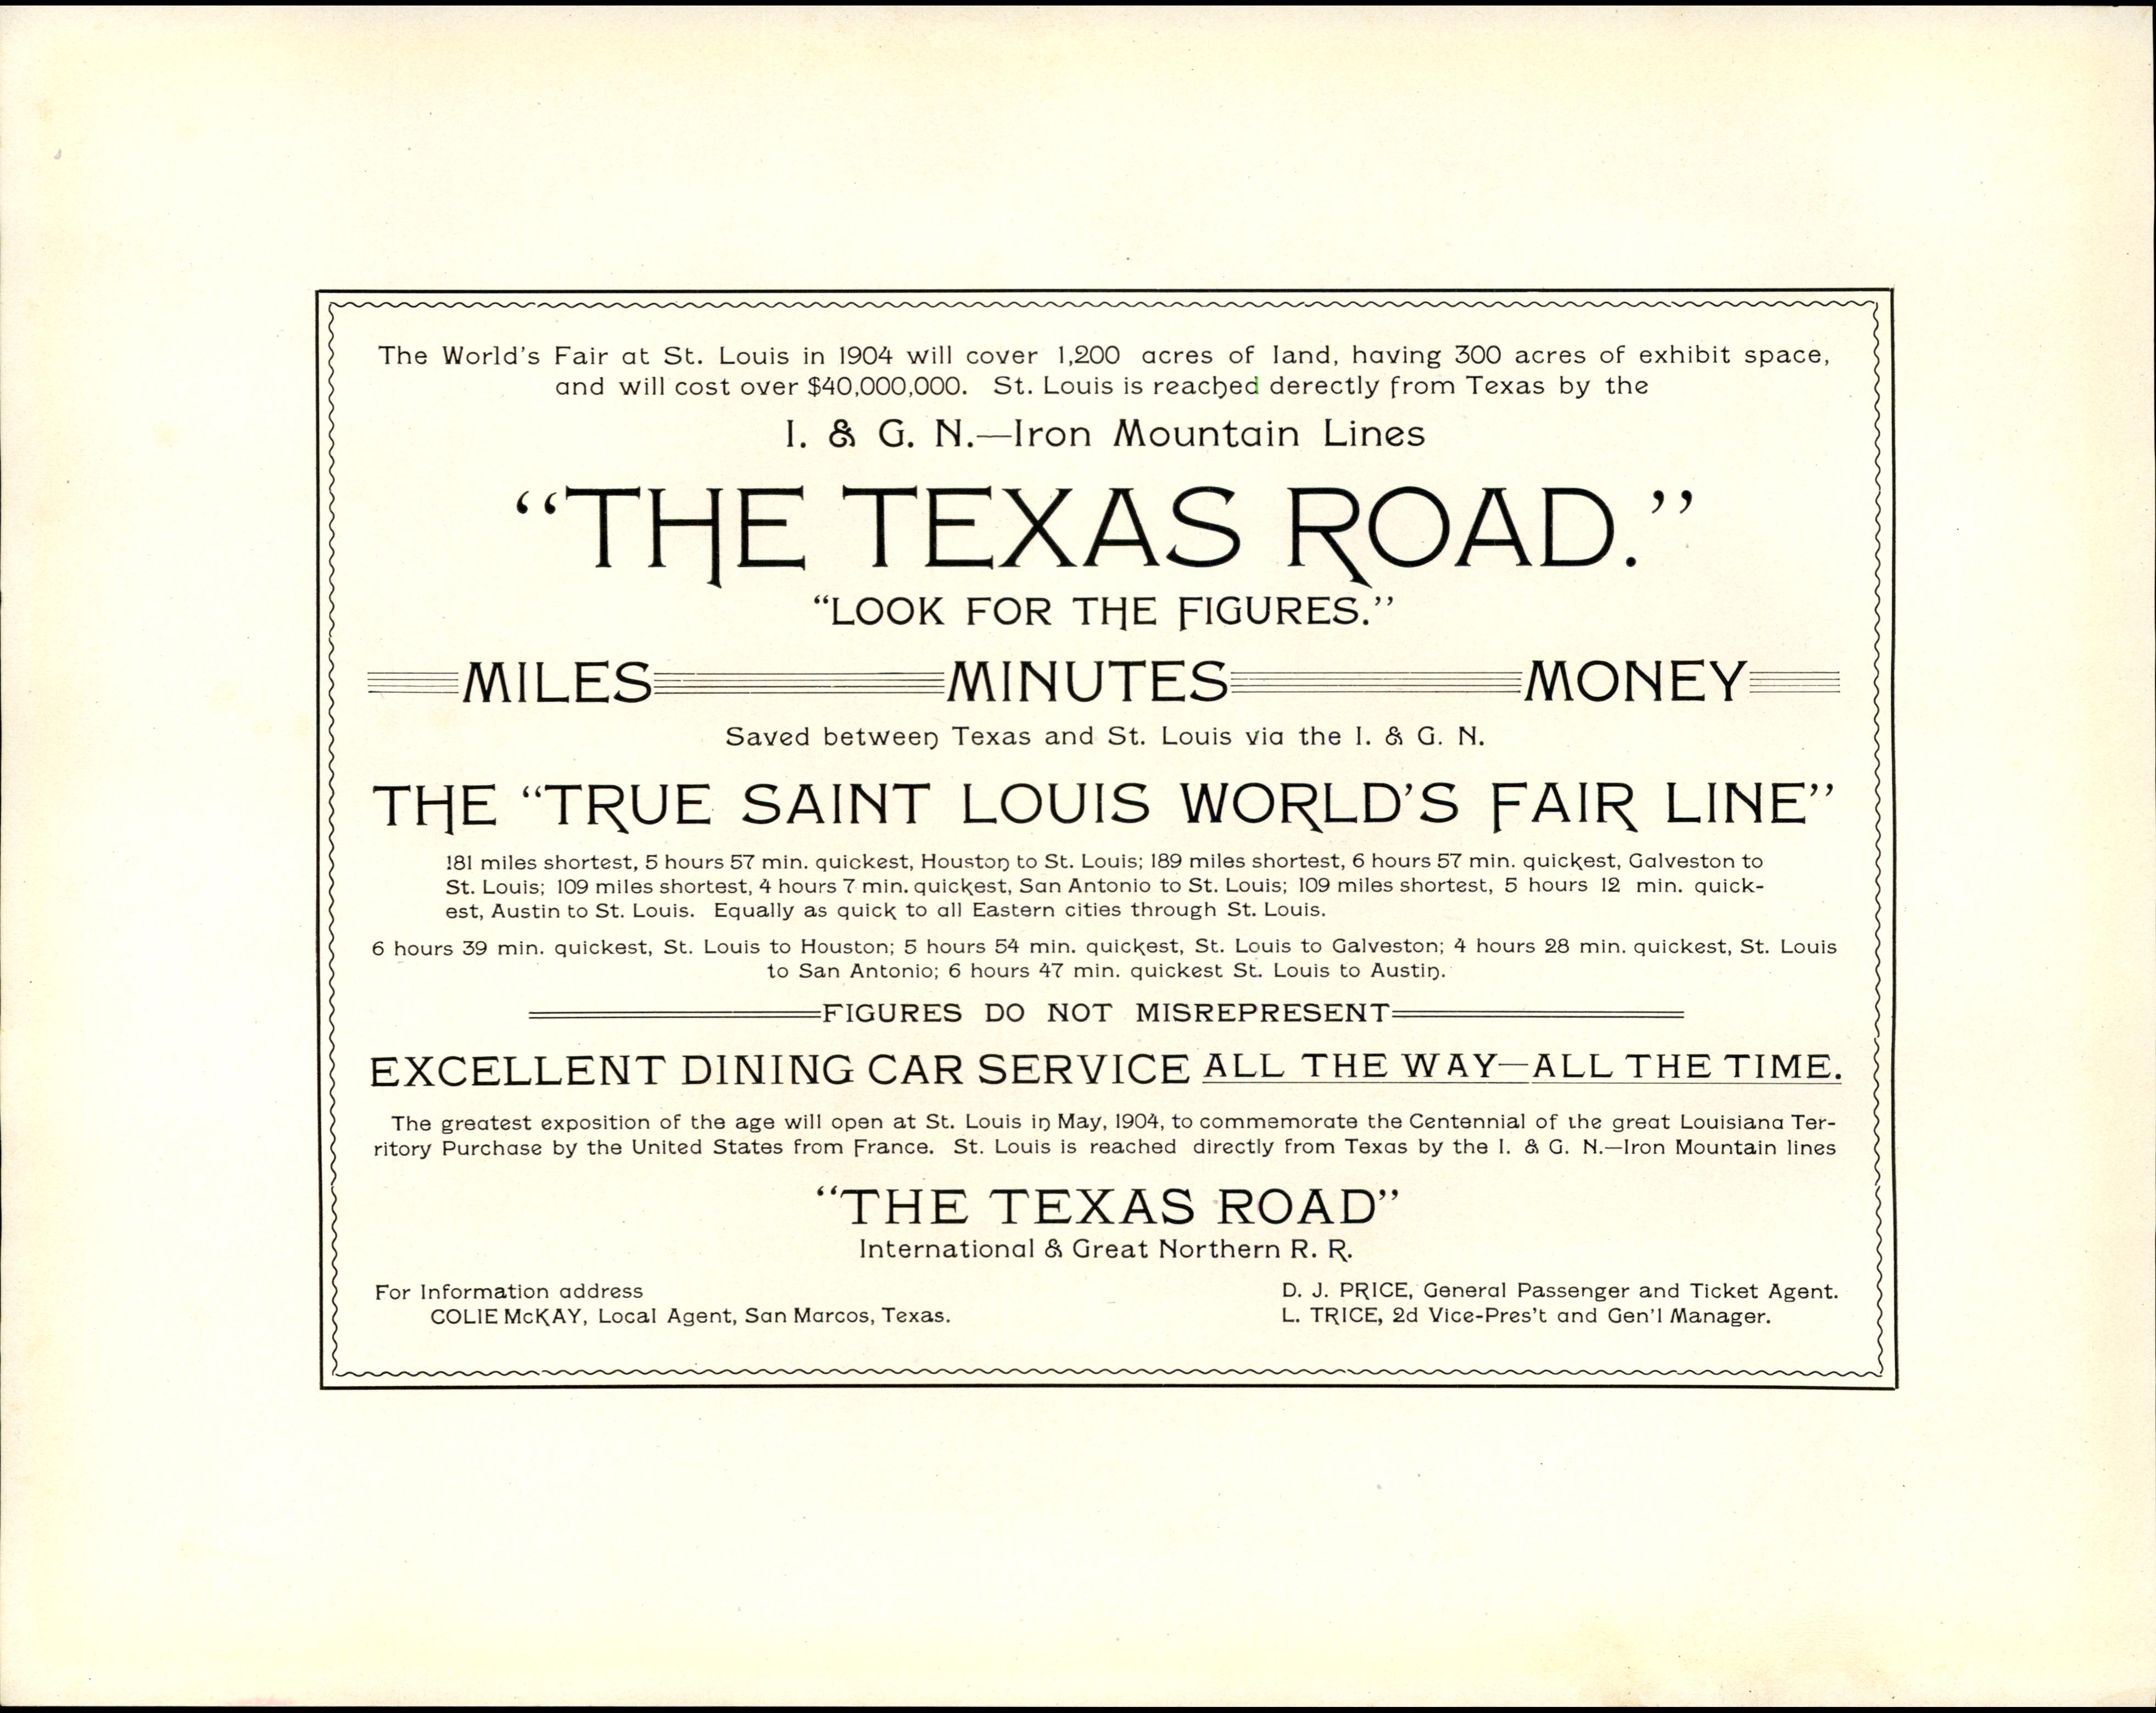 The World's Fair at St. Louis in 1904 will cover 1,200 acres of land, having 300 acres of exhibit space,
and will cost over $40,000,000. St. Louis is reached derectly from Texas by the
I. & G. N.—Iron Mountain Lines
“THE TEXAS ROAD.”
“LOOK FOR THE FIGURES.”
MILES MINUTES MONEY
Saved between Texas and St. Louis via the I. & G. N.
THE “TRUE SAINT LOUIS WORLD'S FAIR LINE”
181 miles shortest, 5 hours 57 min. quickest, Houston to St. Louis; 189 miles shortest, 6 hours 57 min. quickest, Galveston to
St. Louis; 109 miles shortest, 4 hours 7 min. quickest, San Antonio to St. Louis; 109 miles shortest, 5 hours 12 min. quick-
est, Austin to St. Louis. Equally as quick to all Eastern cities through St. Louis.
6 hours 39 min. quickest, St. Louis to Houston; 5 hours 54 min. quickest, St. Louis to Galveston; 4 hours 28 min. quickest, St. Louis
to San Antonio; 6 hours 47 min. quickest St. Louis to Austin.
FIGURES DO NOT MISREPRESENT
EXCELLENT DINING CAR SERVICE ALL THE WAY—ALL THE TIME.
The greatest exposition of the age will open at St. Louis in May, 1904, to commemorate the Centennial of the great Louisiana Ter-
ritory Purchase by the United States from France. St. Louis is reached directly from Texas by the I. & G. N.—Iron Mountain lines
“THE TEXAS ROAD”
International & Great Northern R. R.
For Information address
COLIE McKAY, Local Agent, San Marcos, Texas.
D. J. PRICE, General Passenger and Ticket Agent.
L. TRICE, 2d Vice-Pres't and Gen'l Manager.